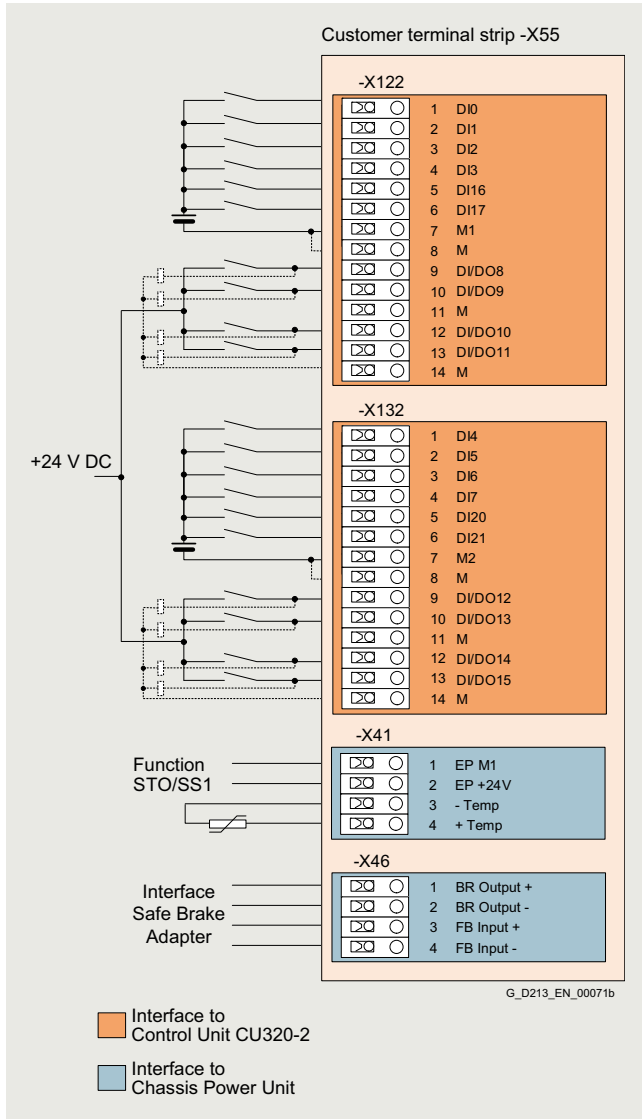 Customer terminal strip -X55
-X122
1 DI0
2 DI1
3 DI2
4 DI3
5 DI16
6 DI17
7 M1
8 M
9 DI/DO8
10 DI/DO9
11 M
12 DI/DO10
13 DI/DO11
14 M
+24 V DC
-X132
1 DI4
2 DI5
3 DI6
4 DI7
5 DI20
6 DI21
7 M2
8 M
9 DI/DO12
10 DI/DO13
11 M
12 DI/DO14
13 DI/DO15
14 M
Function
STO/SS1
-X41
1 EP M1
2 EP +24V
3 - Temp
4 + Temp
Interface
Safe Brake
Adapter
-X46
1 BR Output +
2 BR Output -
3 FB Input +
4 FB Input -
G_D213_EN_00071b
Interface to
Control Unit CU320-2
Interface to
Chassis Power Unit